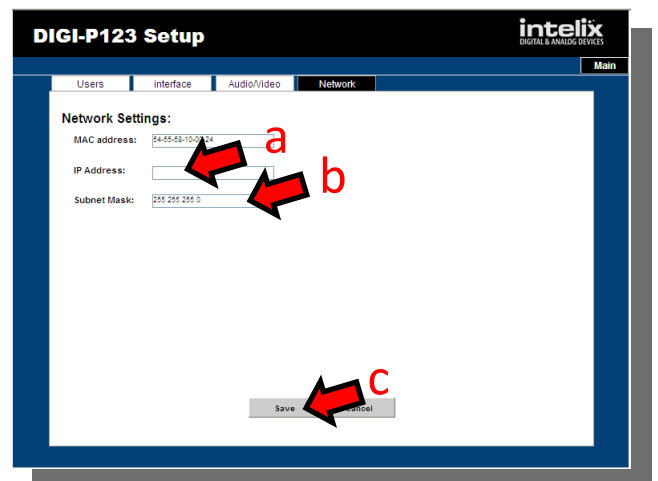 DIGI-P123 Setup
intelix
DIGITAL & ANALOG DEVICES
Main
Users interface Audio/Video Network
Network Settings:
MAC address:
a
IP Address:
b
Subnet Mask: 255.255.255.0
c
Save